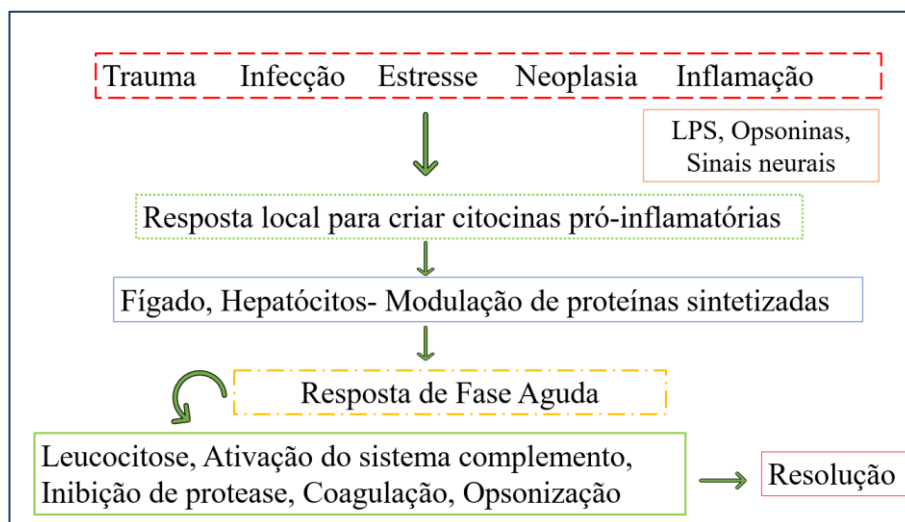 Trauma Infecção Estresse Neoplasia Inflamação
LPS, Opsoninas,
Sinais neurais
Resposta local para criar citocinas pró-inflamatórias
Fígado, Hepatócitos- Modulação de proteínas sintetizadas
Resposta de Fase Aguda
Leucocitose, Ativação do sistema complemento,
Inibição de protease, Coagulação, Opsonização
Resolução